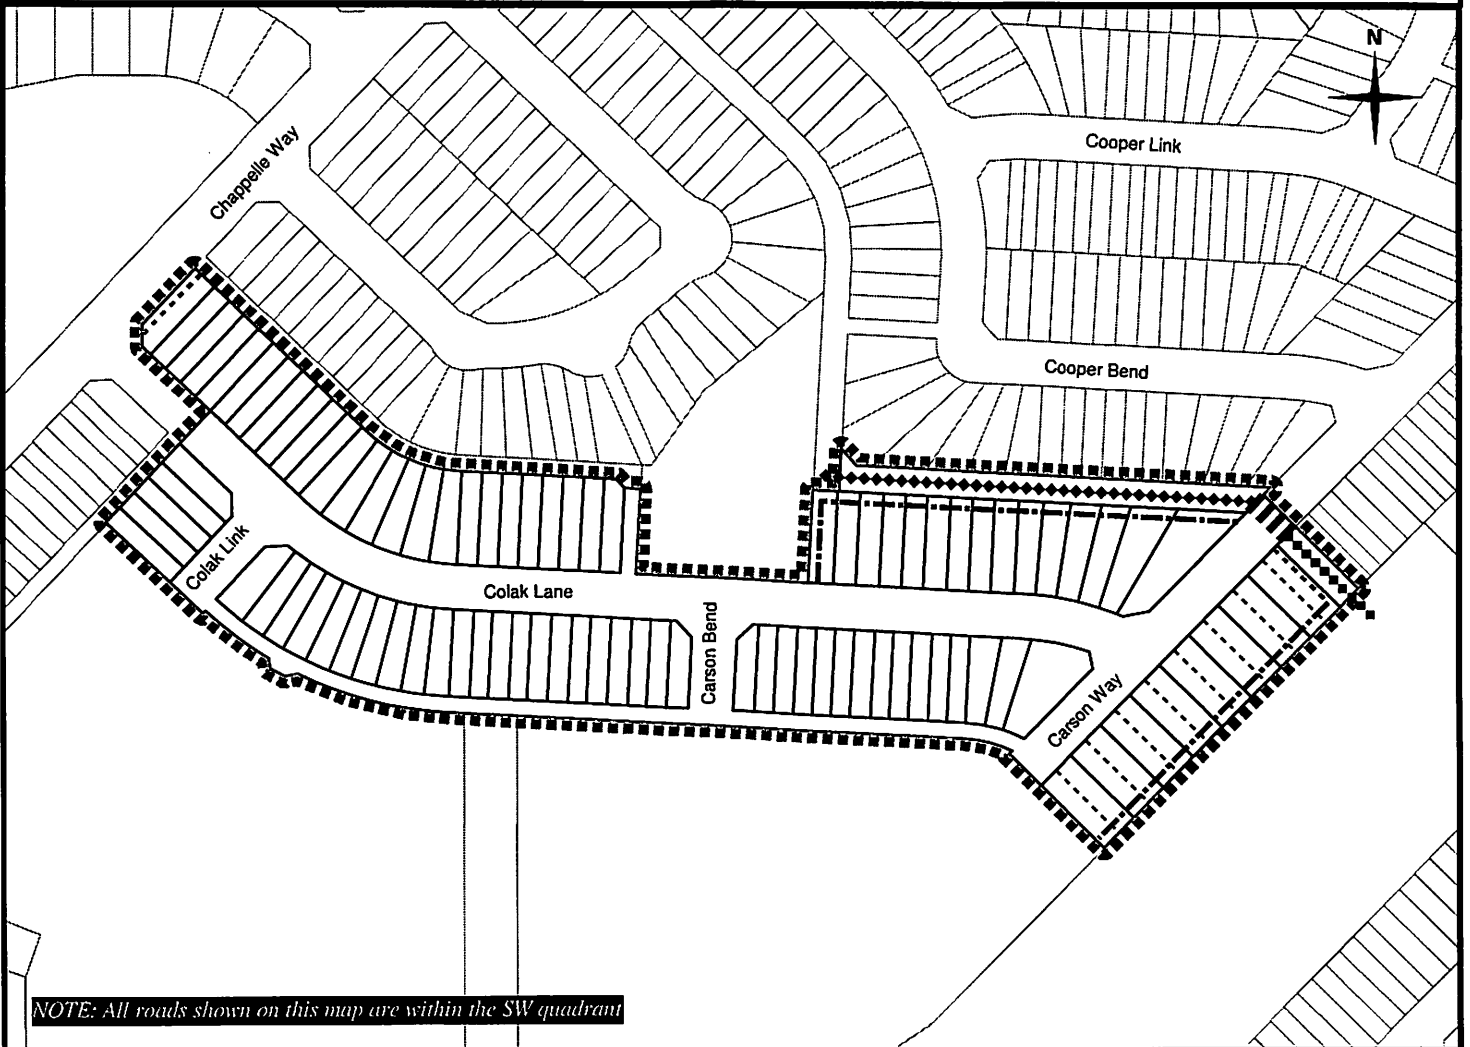 N
Cooper Link
Chappelle Way
Cooper Bend
Colak Link
Colak Lane
Carson Bend
Carson Way
NOTE: All roads shown on this map are within the SW quadrant